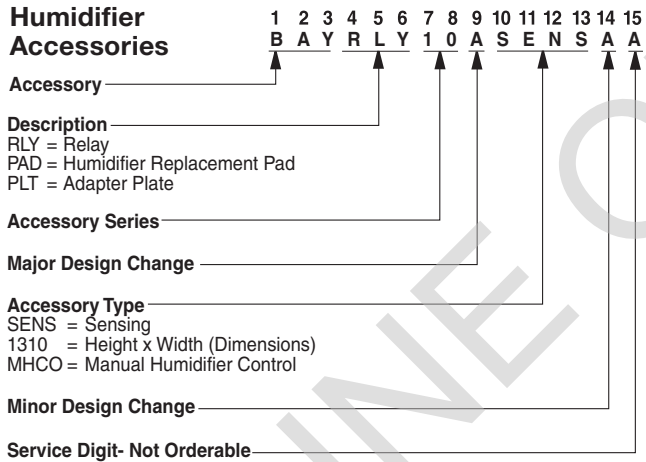 Humidifier
Accessories
1 2 3 4 5 6 7 8 9 10 11 12 13 14 15
B A Y R L Y 1 0 A S E N S A A
Accessory
Description
RLY = Relay
PAD = Humidifier Replacement Pad
PLT = Adapter Plate
Accessory Series
Major Design Change
Accessory Type
SENS = Sensing
1310 = Height x Width (Dimensions)
MHCO = Manual Humidifier Control
Minor Design Change
Service Digit- Not Orderable